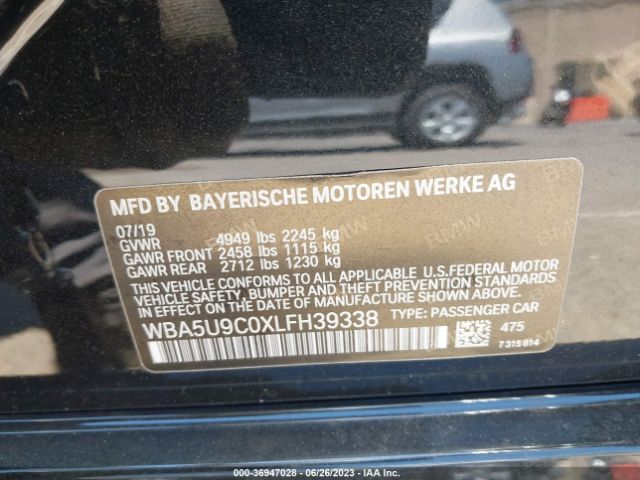 MFD BY BAYERISCHE MOTOREN WERKE AG
07/19
GVWR 4949 lbs 2245 kg
GAWR FRONT 2458 lbs 1115 kg
GAWR REAR 2712 lbs 1230 kg
THIS VEHICLE CONFORMS TO ALL APPLICABLE U.S.FEDERAL MOTOR
VEHICLE SAFETY, BUMPER, AND THEFT PREVENTION STANDARDS
IN EFFECT ON THE DATE OF MANUFACTURE SHOWN ABOVE.
WBA5U9C0XLFH39338 TYPE: PASSENGER CAR
475
7315814
000-36947028 - 06/26/2023 - IAA Inc.